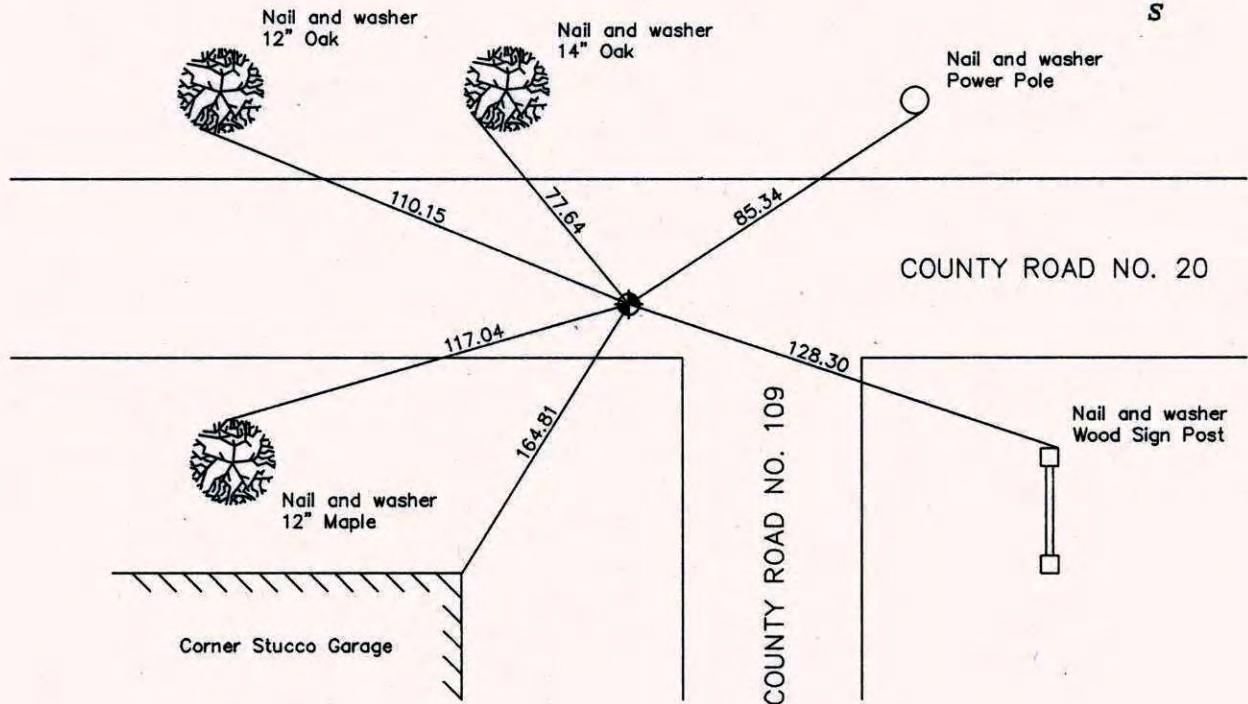 S
Nail and washer
12" Oak
Nail and washer
14" Oak
Nail and washer
Power Pole
110.15
77.64
85.34
COUNTY ROAD NO. 20
117.04
128.30
164.81
COUNTY ROAD NO. 109
Nail and washer
Wood Sign Post
Nail and washer
12" Maple
Corner Stucco Garage